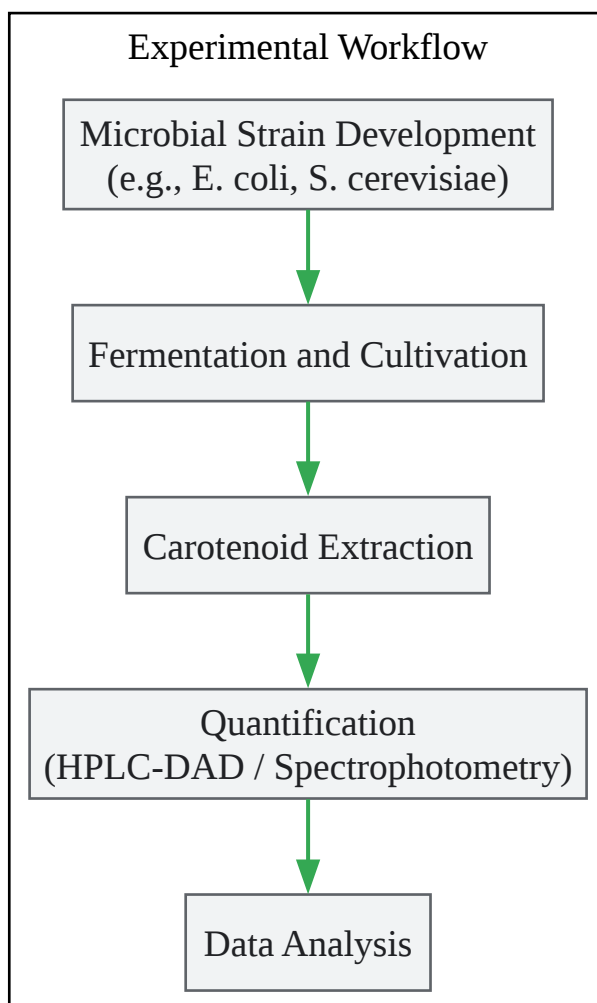 Experimental Workflow
Microbial Strain Development
(e.g., E. coli, S. cerevisiae)
Fermentation and Cultivation
Carotenoid Extraction
Quantification
(HPLC-DAD / Spectrophotometry)
Data Analysis